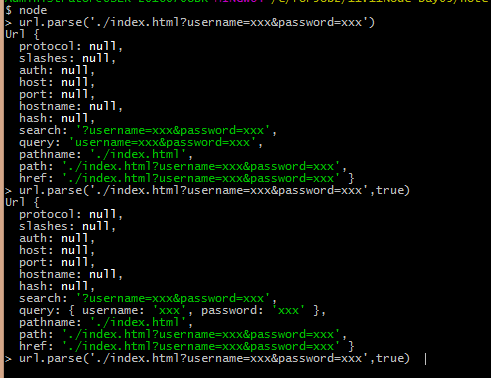 $ node
> url.parse('./index.html?username=xxx&password=xxx')
Url {
  protocol: null,
  slashes: null,
  auth: null,
  host: null,
  port: null,
  hostname: null,
  hash: null,
  search: '?username=xxx&password=xxx',
  query: 'username=xxx&password=xxx',
  pathname: './index.html',
  path: './index.html?username=xxx&password=xxx',
  href: './index.html?username=xxx&password=xxx' }
> url.parse('./index.html?username=xxx&password=xxx',true)
Url {
  protocol: null,
  slashes: null,
  auth: null,
  host: null,
  port: null,
  hostname: null,
  hash: null,
  search: '?username=xxx&password=xxx',
  query: { username: 'xxx', password: 'xxx' },
  pathname: './index.html',
  path: './index.html?username=xxx&password=xxx',
  href: './index.html?username=xxx&password=xxx' }
> url.parse('./index.html?username=xxx&password=xxx',true)